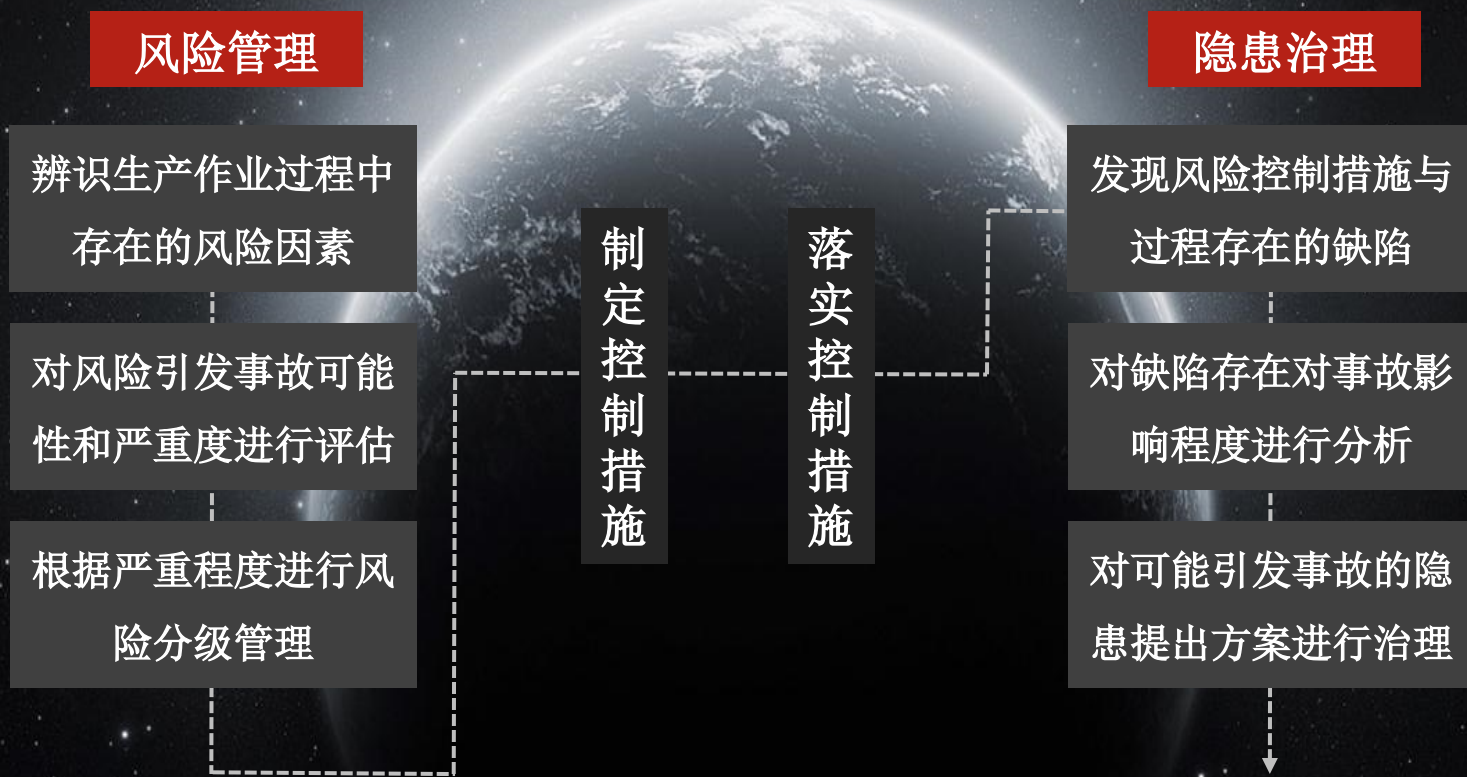 风险管理
辨识生产作业过程中
存在的风险因素
对风险引发事故可能
性和严重度进行评估
根据严重程度进行风
险分级管理
制定控制措施
落实控制措施
隐患治理
发现风险控制措施与
过程存在的缺陷
对缺陷存在对事故影
响程度进行分析
对可能引发事故的隐
患提出方案进行治理